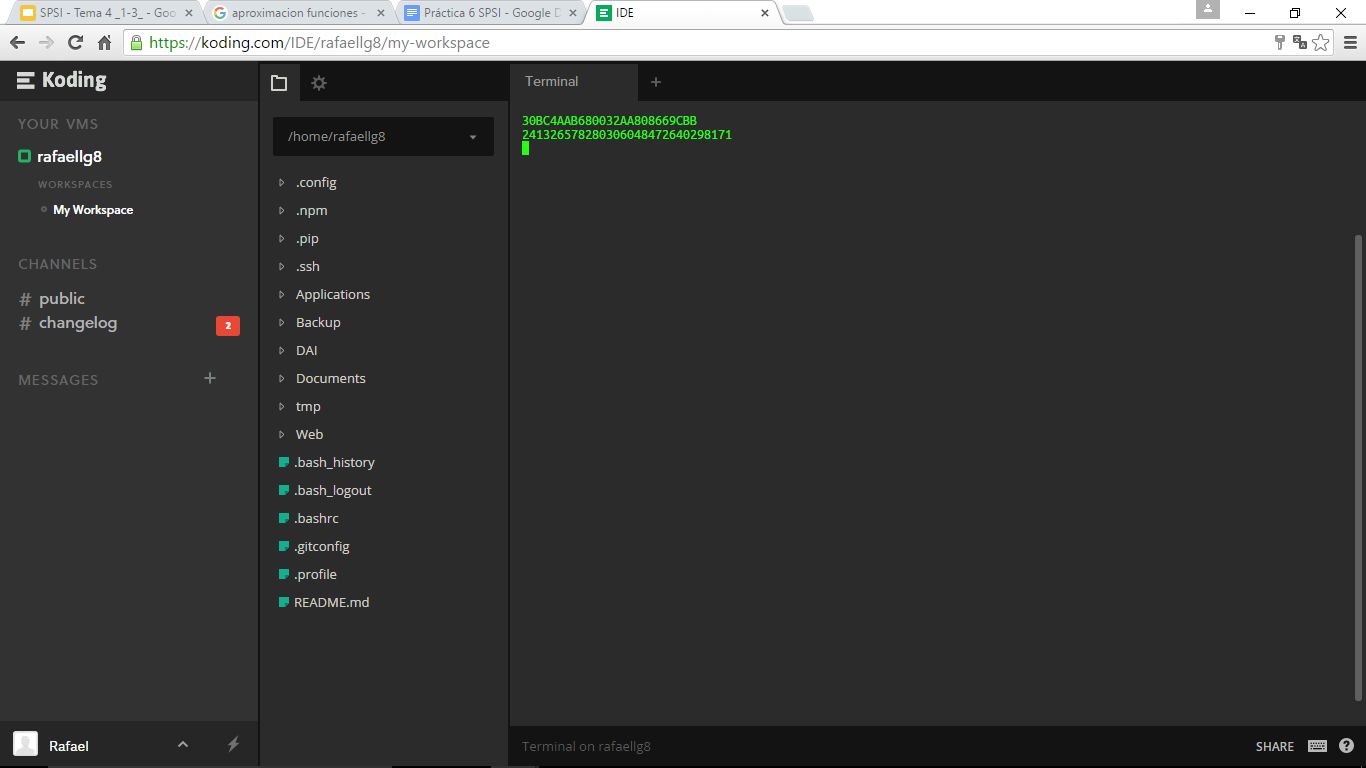 SPSI - Tema 4 _1-3_ - Goo
aproximacion funciones -
Práctica 6 SPSI - Google D
IDE
https://koding.com/IDE/rafaellg8/my-workspace
Koding
YOUR VMS
rafaellg8
WORKSPACES
My Workspace
CHANNELS
# public
# changelog
2
MESSAGES
+
Rafael
/home/rafaellg8
.config
.npm
.pip
.ssh
Applications
Backup
DAI
Documents
tmp
Web
.bash_history
.bash_logout
.bashrc
.gitconfig
.profile
README.md
Terminal
+
30BC4AAB680032AA808669CBB
241326578280306048472640298171
Terminal on rafaellg8
SHARE
?